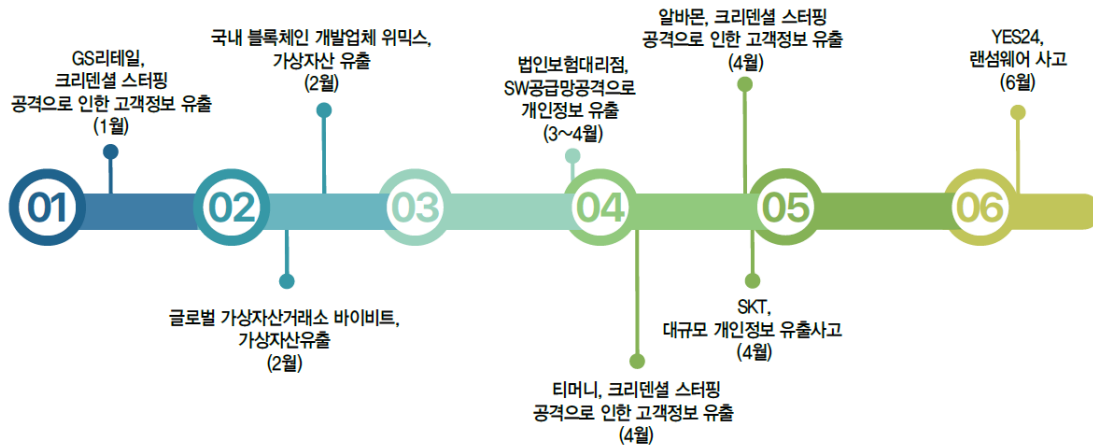 GS리테일,
크리덴셜 스터핑
공격으로 인한 고객정보 유출
(1월)
국내 블록체인 개발업체 위믹스,
가상자산 유출
(2월)
법인보험대리점,
SW공급망공격으로
개인정보 유출
(3~4월)
알바몬, 크리덴셜 스터핑
공격으로 인한 고객정보 유출
(4월)
YES24,
랜섬웨어 사고
(6월)
01
02
03
04
05
06
글로벌 가상자산거래소 바이비트,
가상자산유출
(2월)
티머니, 크리덴셜 스터핑
공격으로 인한 고객정보 유출
(4월)
SKT,
대규모 개인정보 유출사고
(4월)